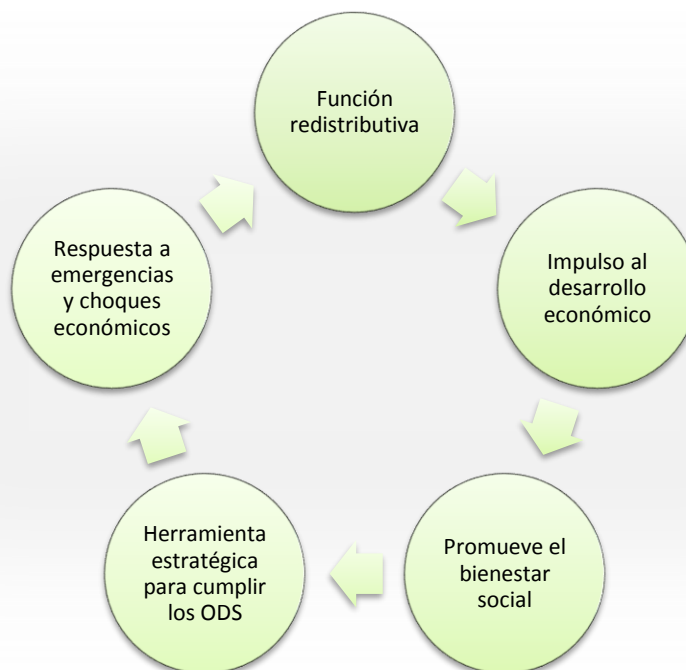 Función
redistributiva
Impulso al
desarrollo
económico
Promueve el
bienestar
social
Herramienta
estratégica
para cumplir
los ODS
Respuesta a
emergencias
y choques
económicos